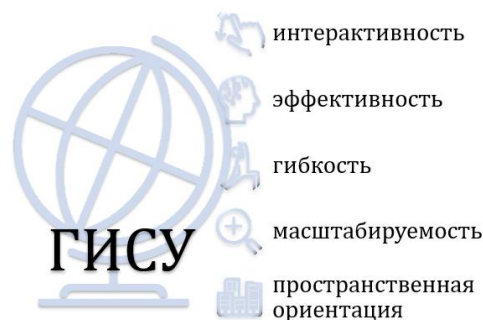 интерактивность
эффективность
гибкость
ГИСУ
масштабируемость
пространственная
ориентация